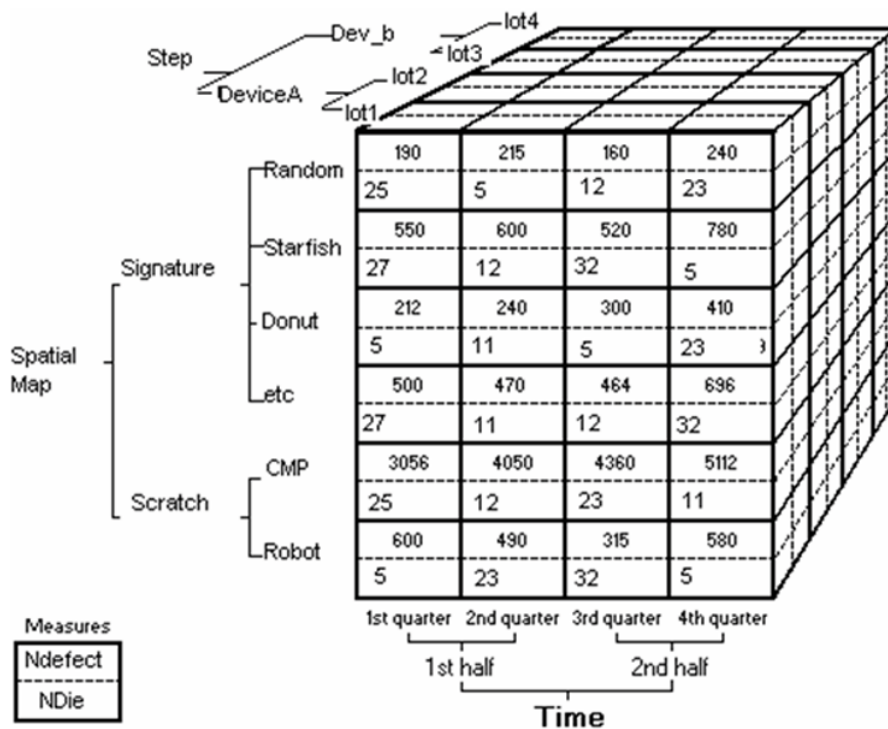 lot4
Dev_b
Step
lot3
lot2
DeviceA
lot1
190 215 160 240
Random
25 5 12 23
550 600 520 780
Starfish
Signature
27 12 32 5
212 240 300 410
Donut
5 11 5 23
Spatial
Map
500 470 464 696
etc
27 11 12 32
CMP
3056 4050 4360 5112
Scratch
25 12 23 11
600 490 315 580
Robot
5 23 32 5
1st quarter 2nd quarter 3rd quarter 4th quarter
Measures
Ndefect
NDie
1st half 2nd half
Time